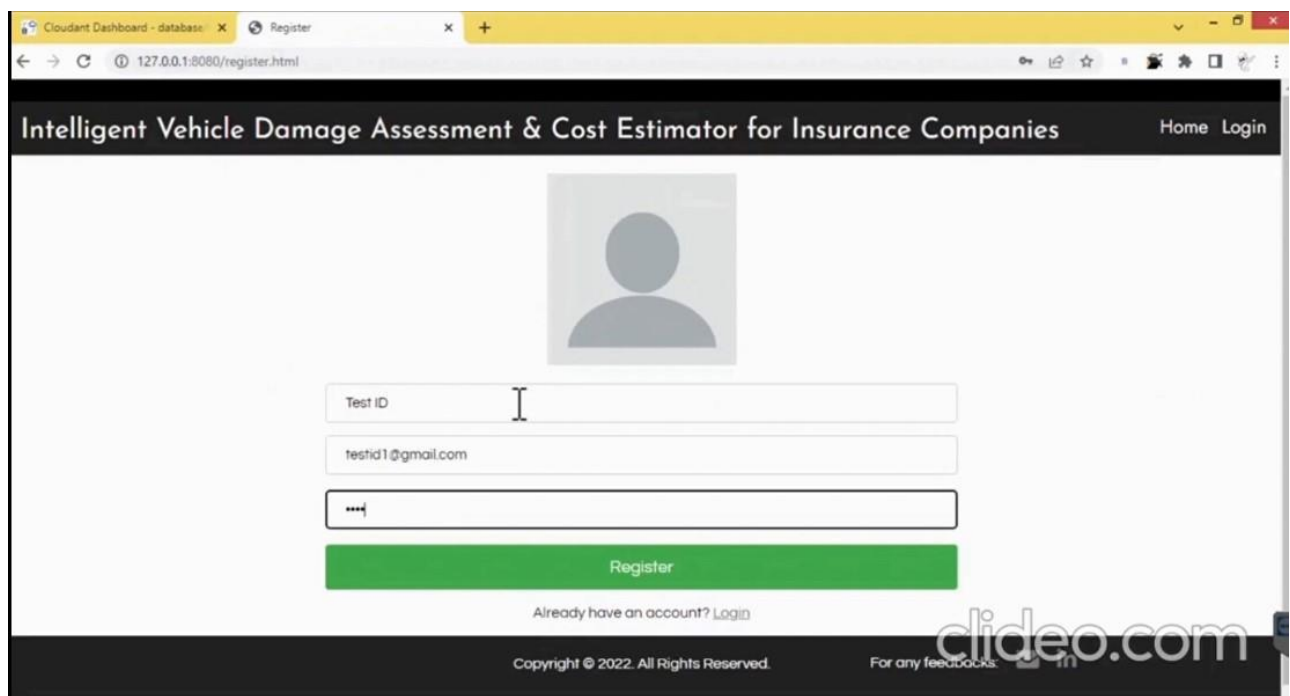 Cloudant Dashboard - database
Register
127.0.0.1:8080/register.html
Intelligent Vehicle Damage Assessment & Cost Estimator for Insurance Companies
Home Login
Test ID
testid1@gmail.com
••••
Register
Already have an account? Login
Copyright © 2022. All Rights Reserved.
For any feedbacks:
in
clideo.com